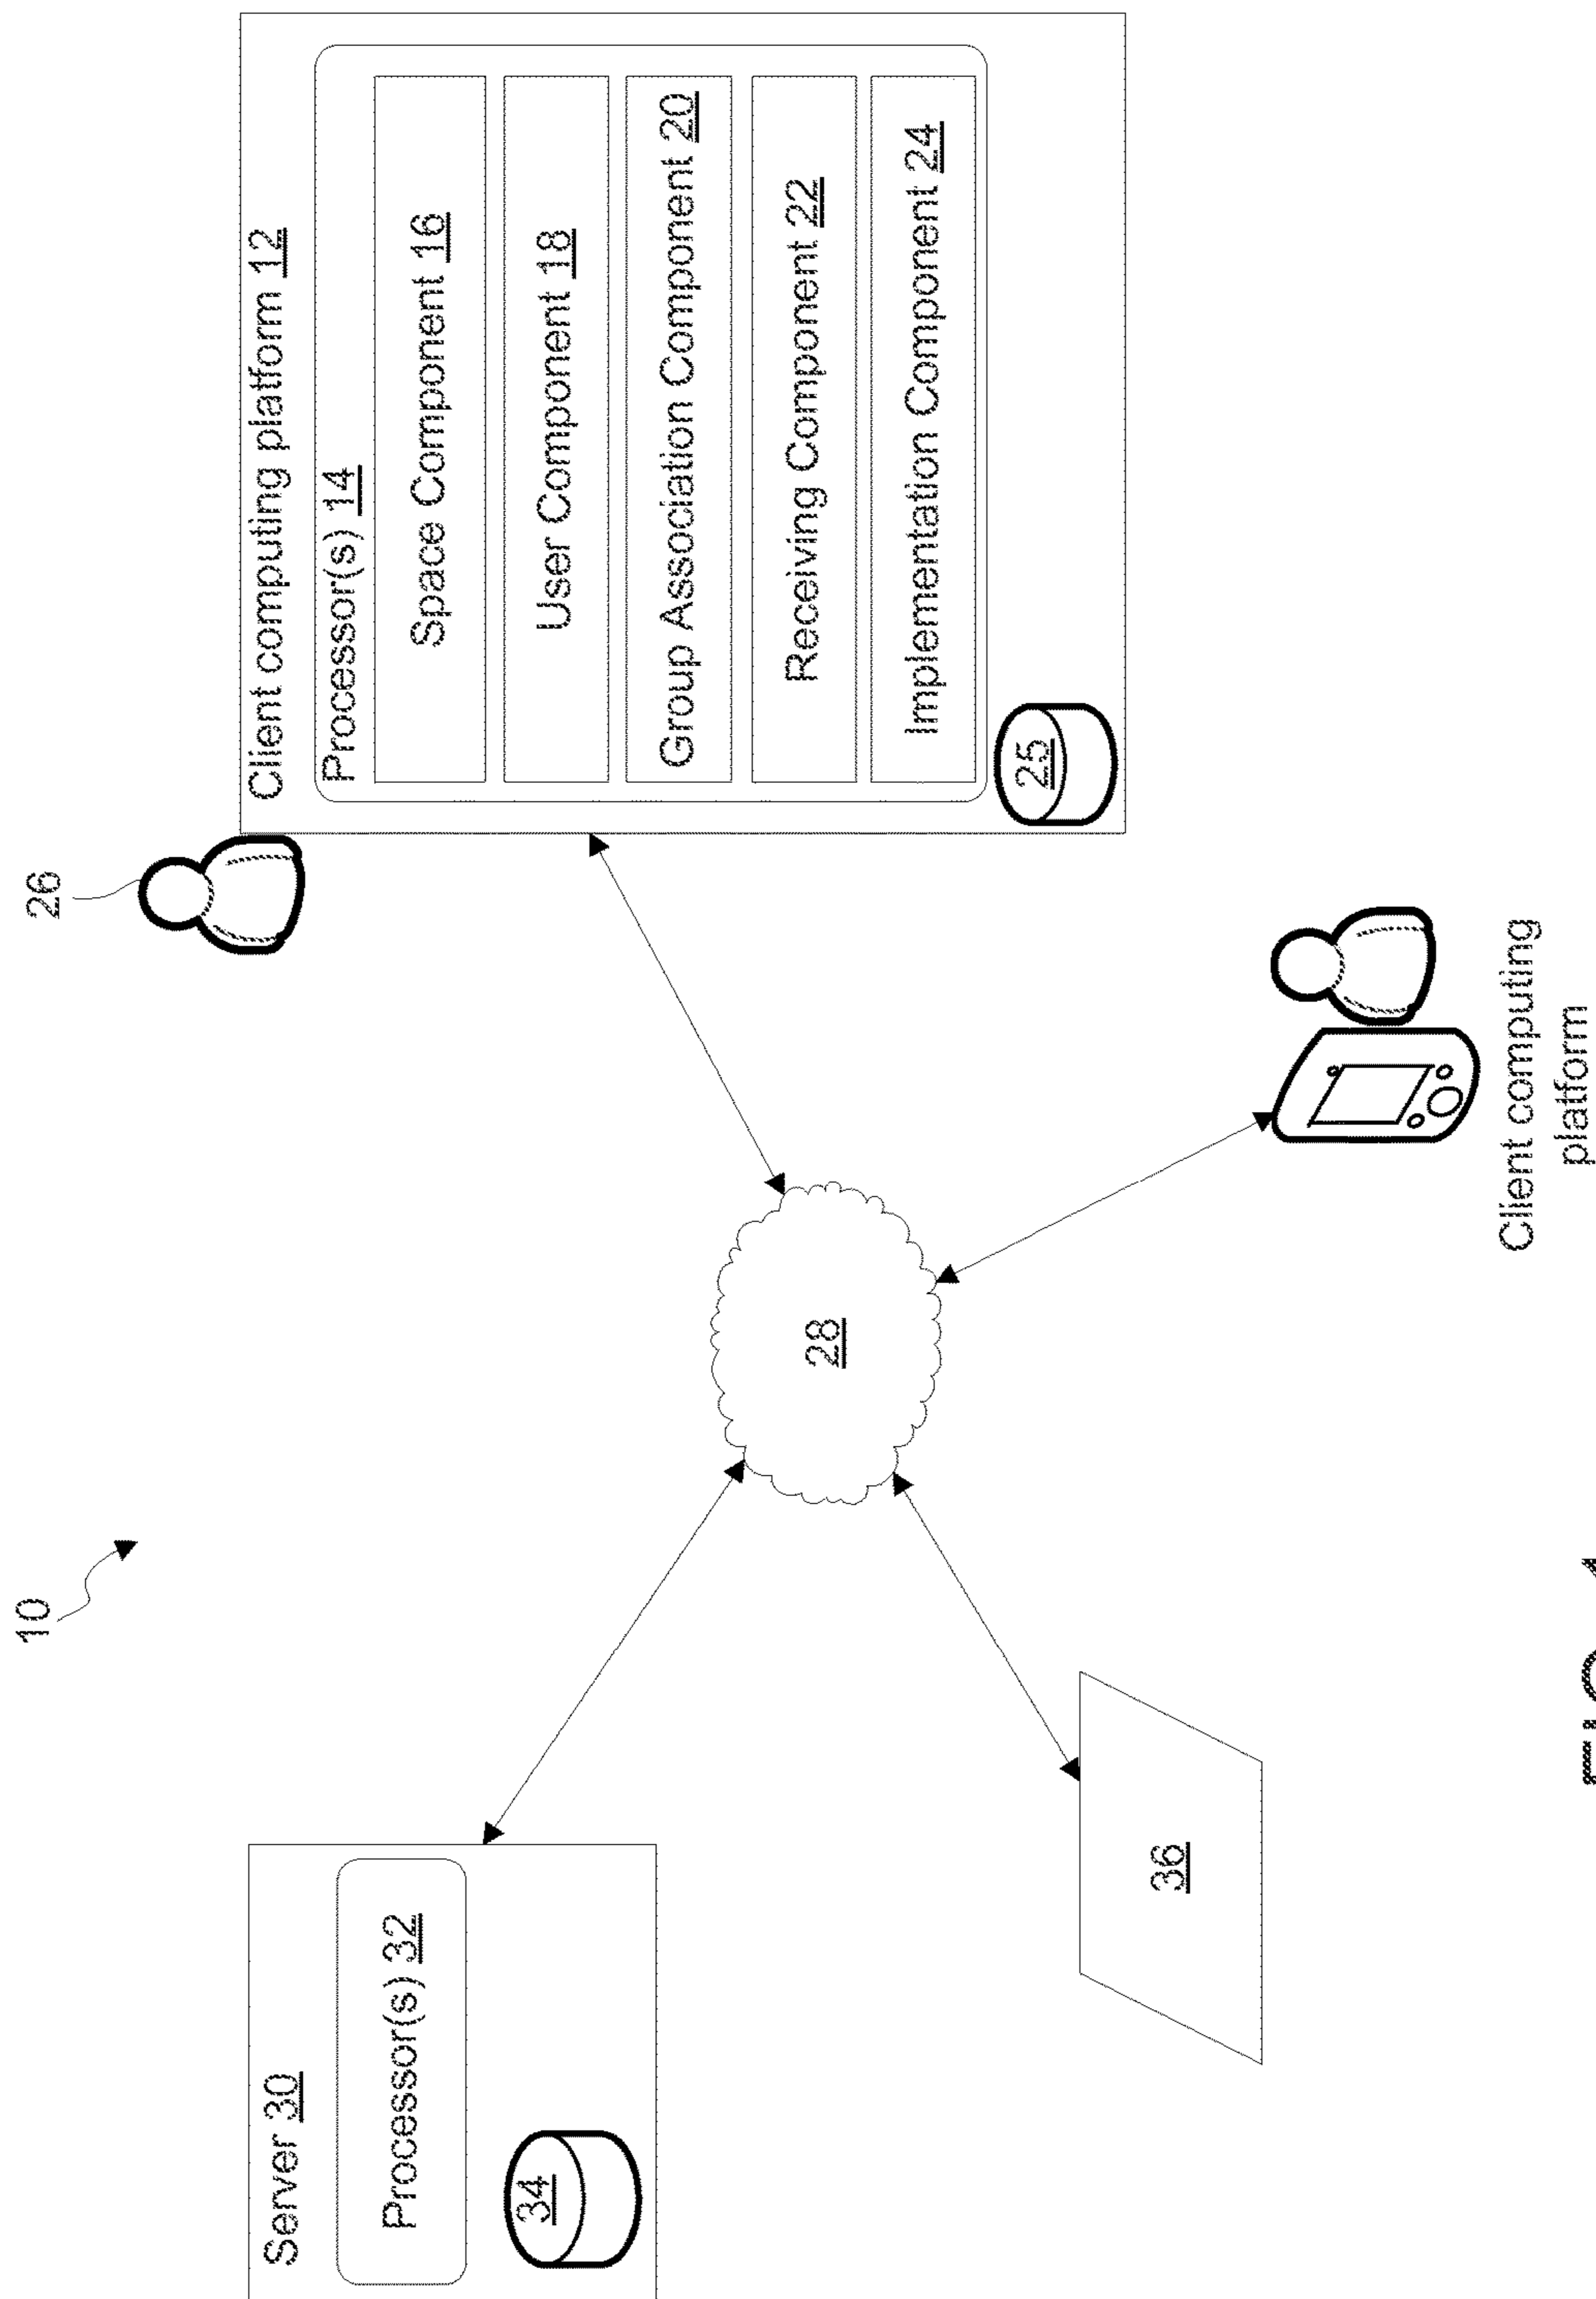 10
26
Server 30
Processor(s) 32
34
28
36
Client computing platform 12
Processor(s) 14
Space Component 16
User Component 18
Group Association Component 20
Receiving Component 22
Implementation Component 24
25
Client computing
platform